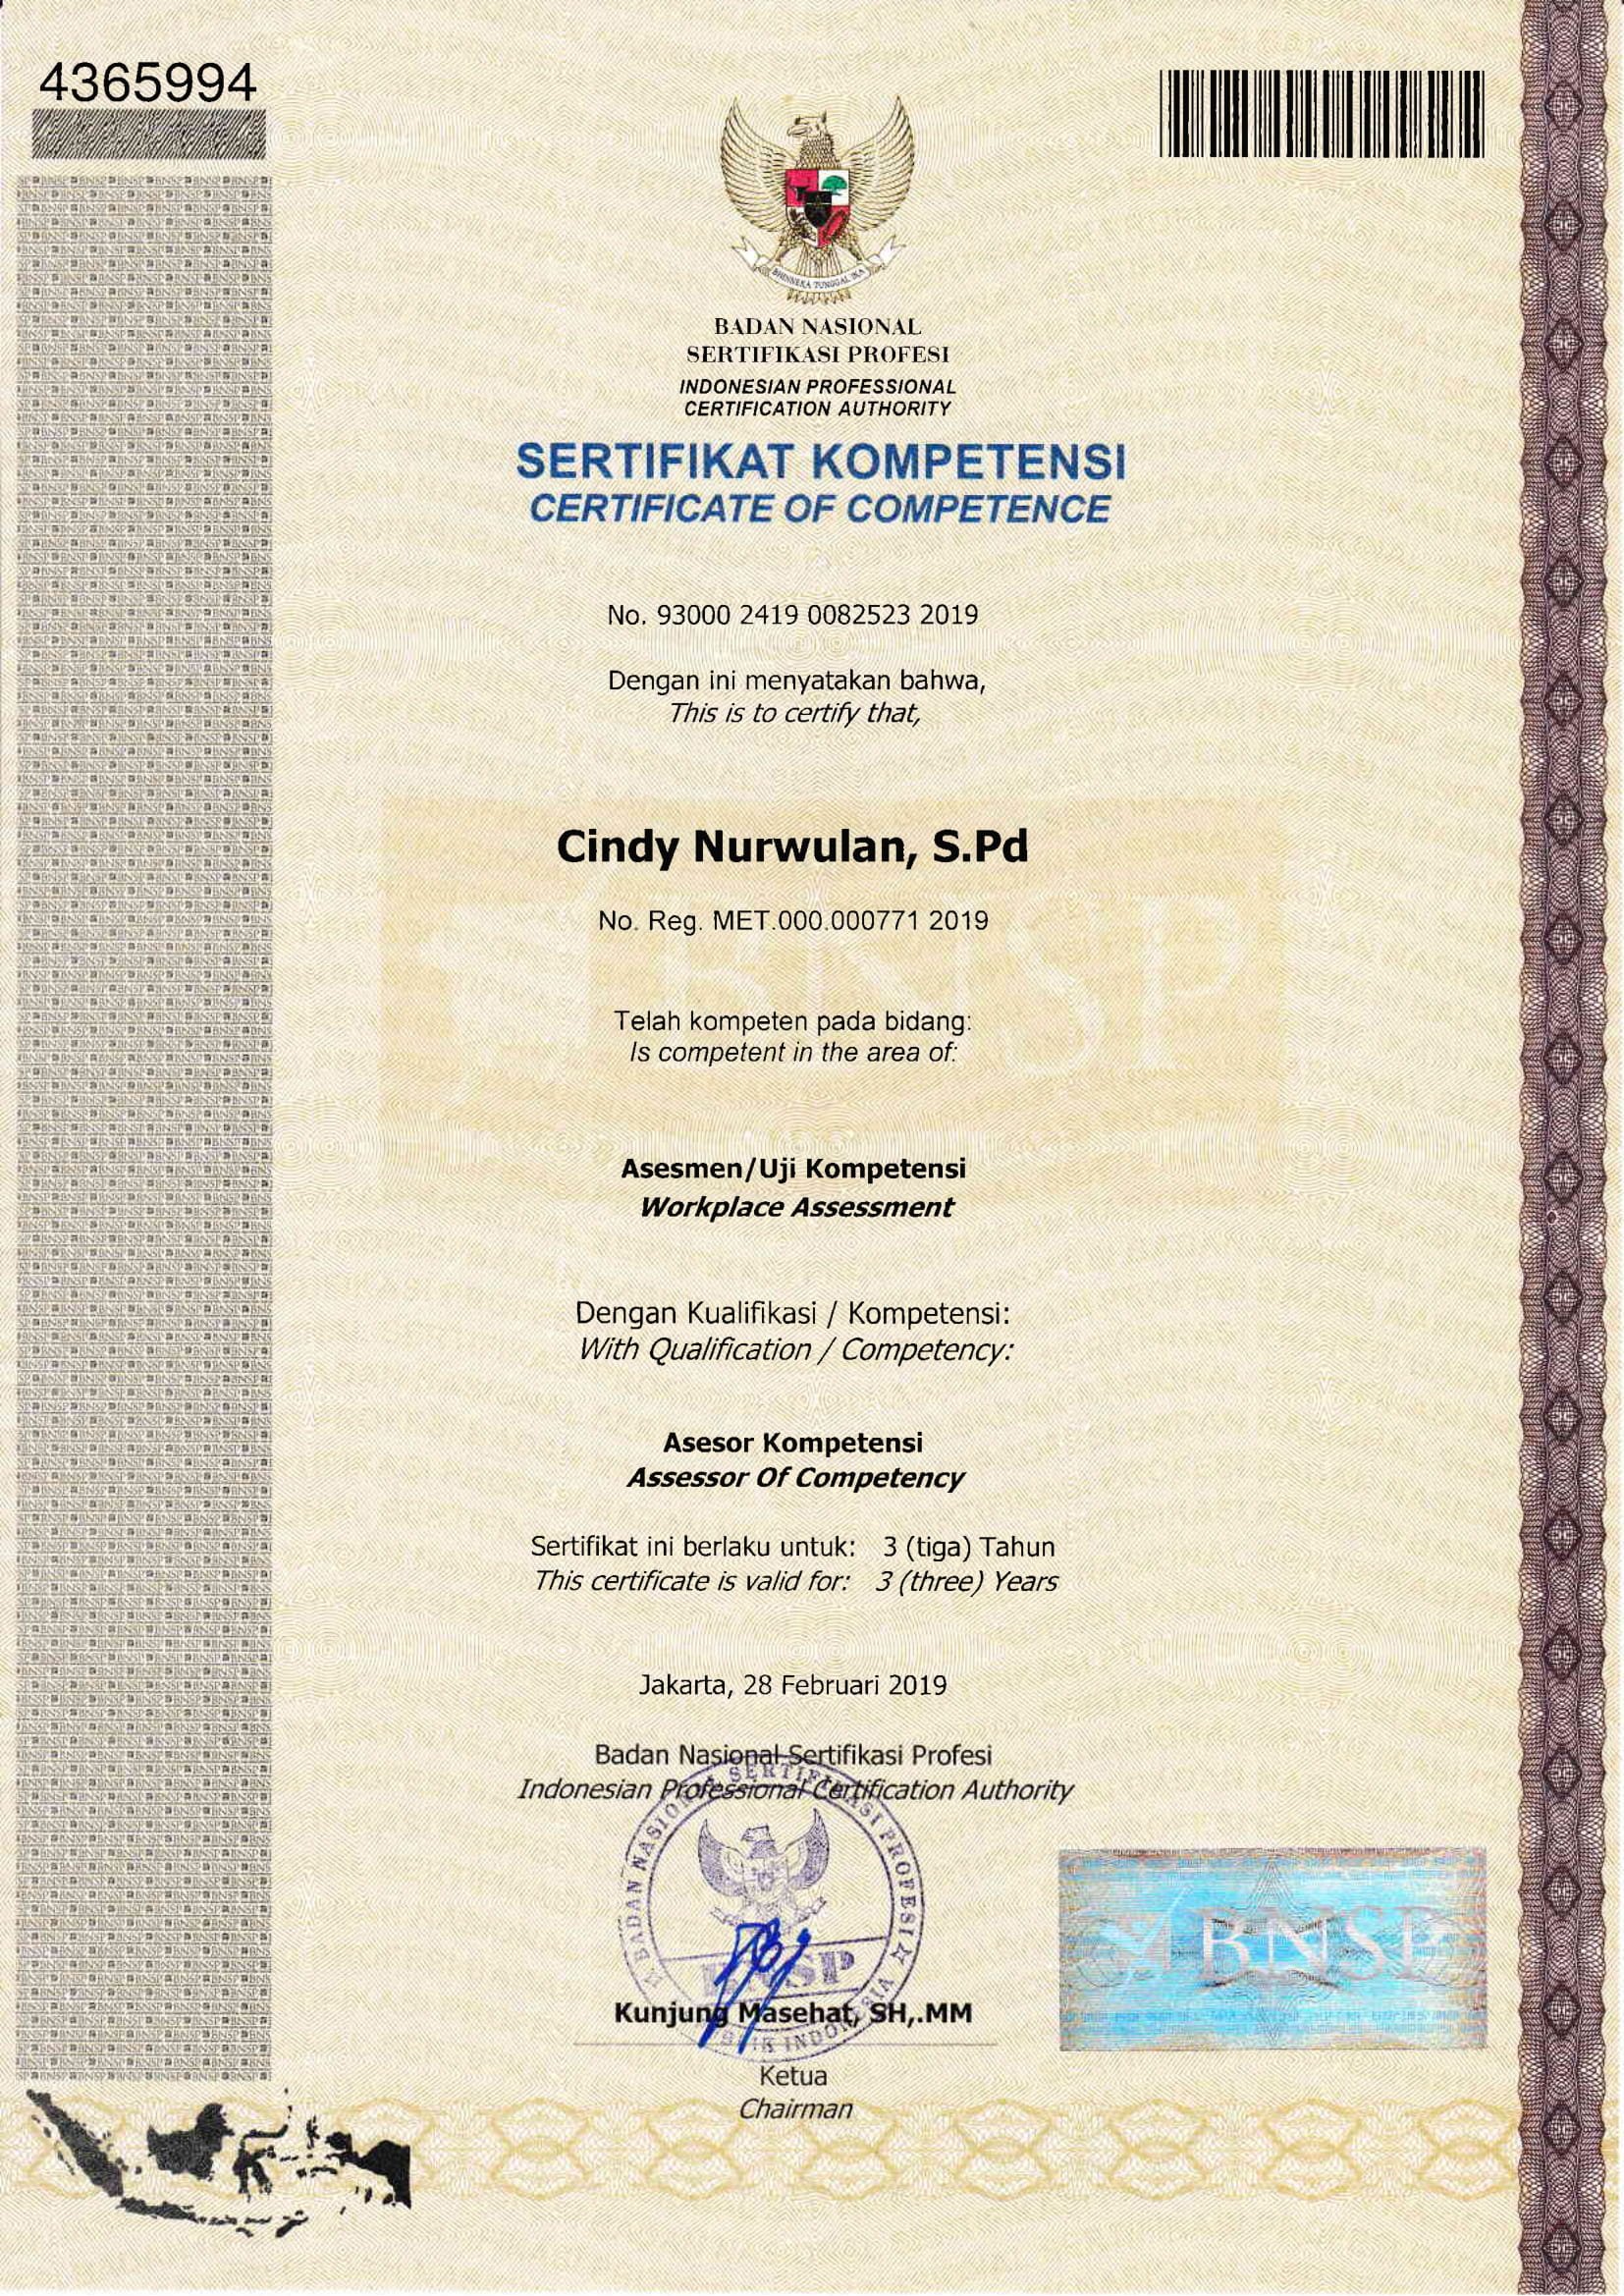 4365994
BHINNEKA TUNGGAL IKA
BADAN NASIONAL
SERTIFIKASI PROFESI
INDONESIAN PROFESSIONAL
CERTIFICATION AUTHORITY
SERTIFIKAT KOMPETENSI
CERTIFICATE OF COMPETENCE
No. 93000 2419 0082523 2019
Dengan ini menyatakan bahwa,
This is to certify that,
Cindy Nurwulan, S.Pd
No. Reg. MET.000.000771 2019
BNSP
Telah kompeten pada bidang:
Is competent in the area of:
Asesmen/Uji Kompetensi
Workplace Assessment
Dengan Kualifikasi / Kompetensi:
With Qualification / Competency:
Asesor Kompetensi
Assessor Of Competency
Sertifikat ini berlaku untuk: 3 (tiga) Tahun
This certificate is valid for: 3 (three) Years
Jakarta, 28 Februari 2019
Badan Nasional Sertifikasi Profesi
Indonesian Professional Certification Authority
BADAN NASIONAL SERTIFIKASI PROFESI
BNSP
INDONESIA
BNSP
Kunjung Masehat, SH,.MM
Ketua
Chairman